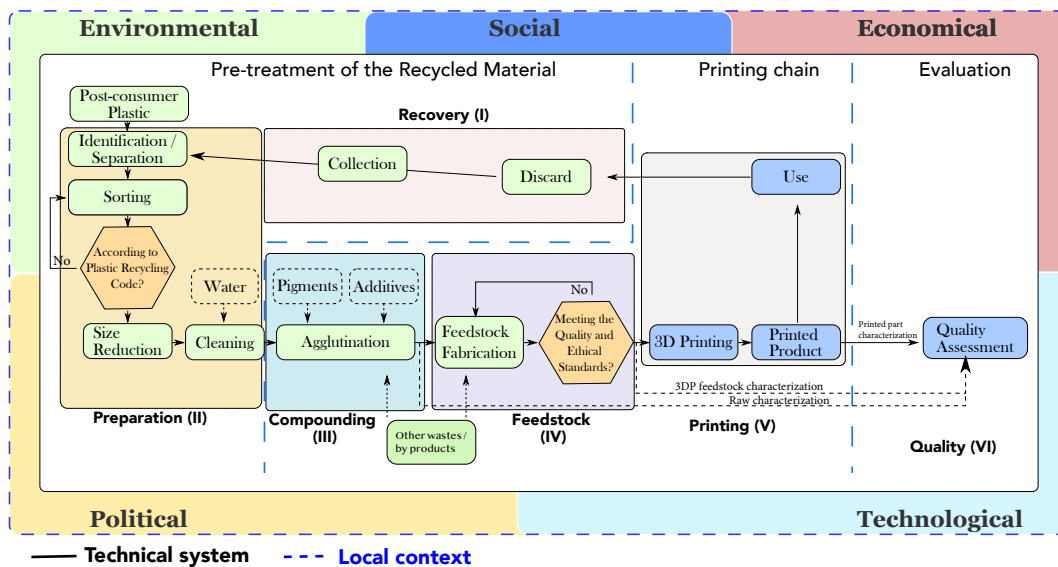 Environmental
Social
Economical
Pre-treatment of the Recycled Material
Printing chain
Evaluation
Post-consumer
Plastic
Recovery (I)
Identification /
Separation
Collection
Discard
Use
Sorting
No
According to
Plastic Recycling
Code?
Water
Pigments
Additives
No
Size
Reduction
Cleaning
Agglutination
Feedstock
Fabrication
Meeting the
Quality and
Ethical
Standards?
3D Printing
Printed
Product
Printed part
characterization
Quality
Assessment
3DP feedstock characterization
Raw characterization
Preparation (II)
Compounding
(III)
Other wastes /
by products
Feedstock
(IV)
Printing (V)
Quality (VI)
Political
Technological
Technical system
Local context